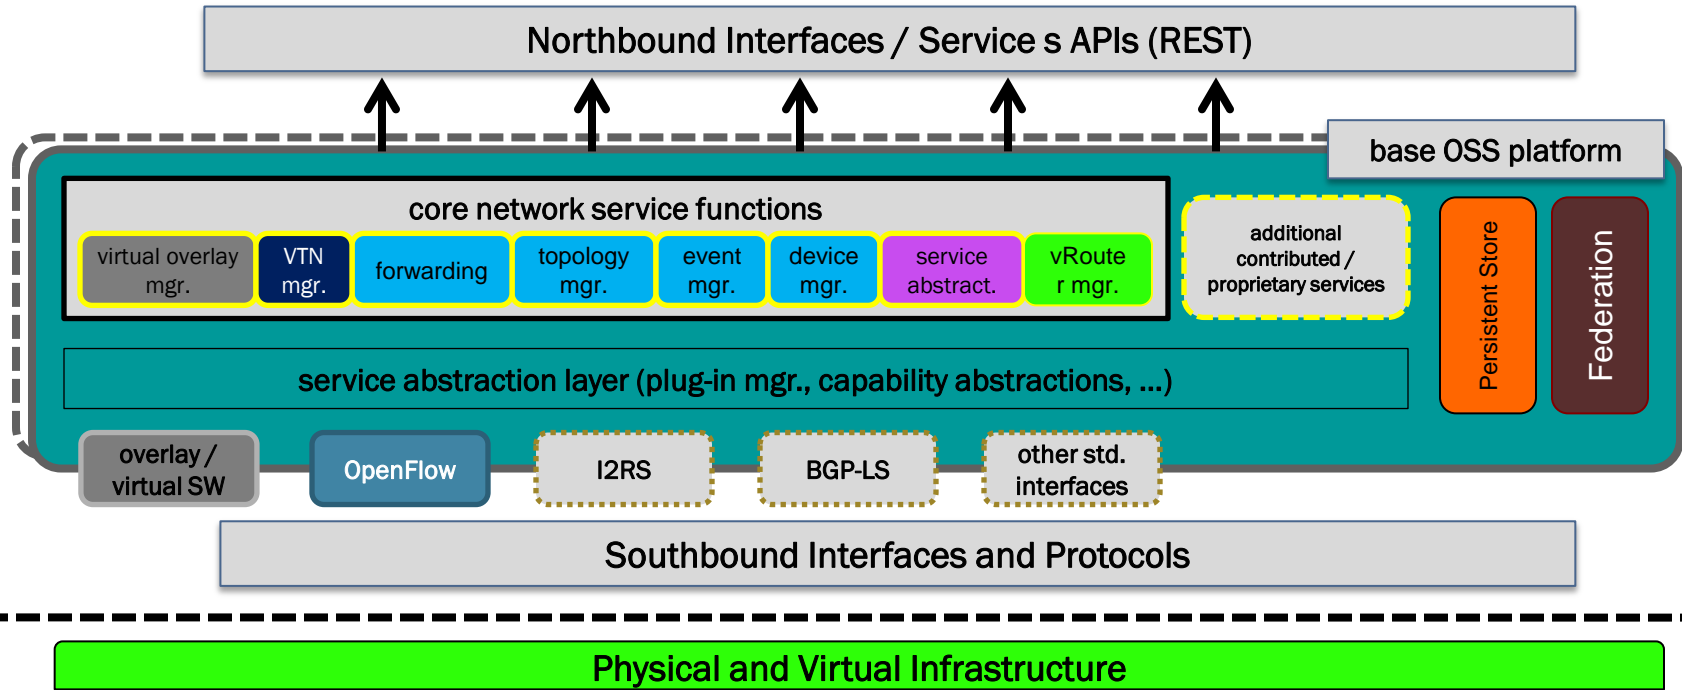 Northbound Interfaces / Service s APIs (REST)
base OSS platform
core network service functions
virtual overlay
mgr.
VTN
mgr.
forwarding
topology
mgr.
event
mgr.
device
mgr.
service
abstract.
vRoute
r mgr.
additional
contributed /
proprietary services
Persistent Store
Federation
service abstraction layer (plug-in mgr., capability abstractions, ...)
overlay /
virtual SW
OpenFlow
I2RS
BGP-LS
other std.
interfaces
Southbound Interfaces and Protocols
Physical and Virtual Infrastructure